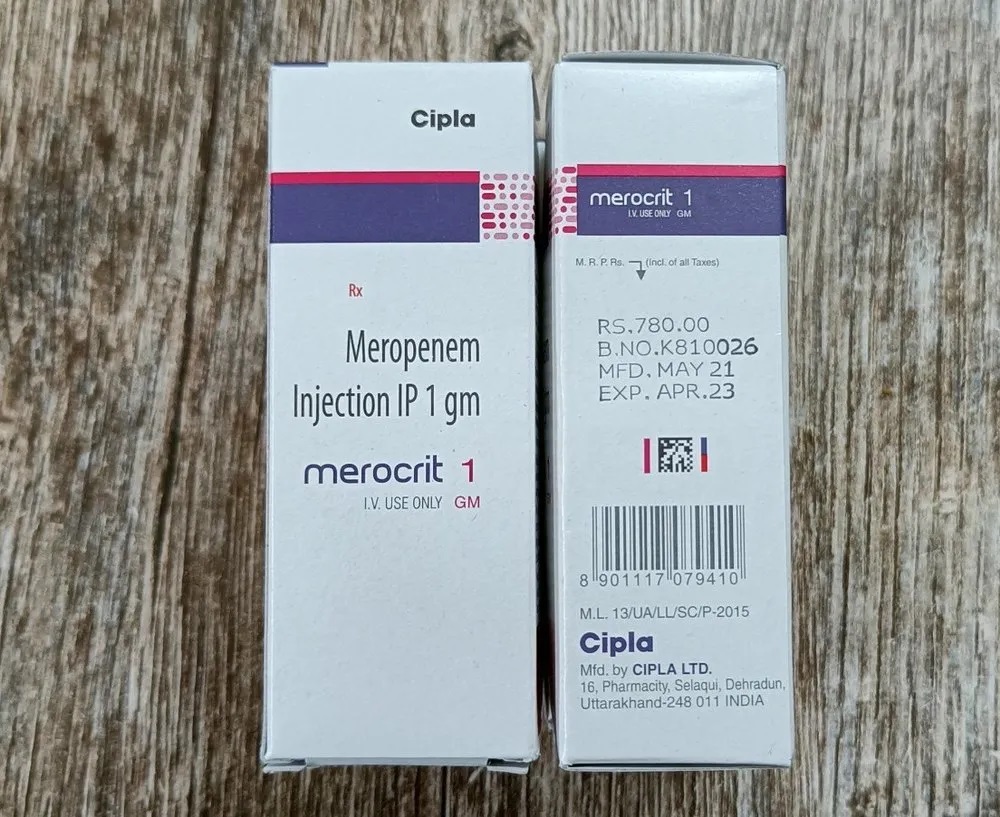 Cipla
Rx
Meropenem
Injection IP 1 gm
merocrit 1
I.V. USE ONLY GM
merocrit 1
I.V. USE ONLY GM
M. R. P. Rs. (Incl. of all Taxes)
RS.780.00
B.NO.K810026
MFD. MAY 21
EXP. APR.23
8 901117 079410
M.L. 13/UA/LL/SC/P-2015
Cipla
Mfd. by CIPLA LTD.
16, Pharmacity, Selaqui, Dehradun,
Uttarakhand-248 011 INDIA